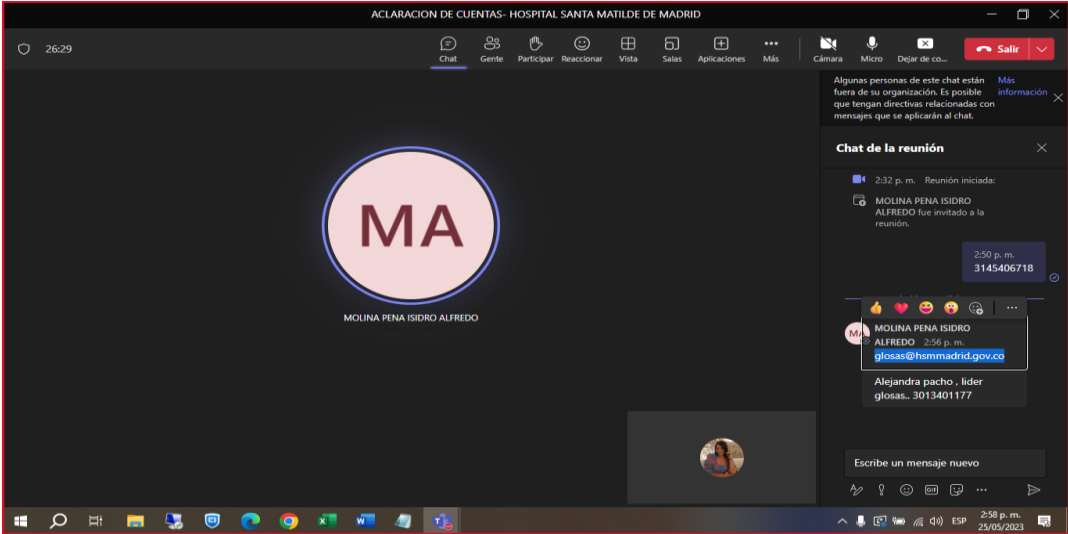 ACLARACION DE CUENTAS- HOSPITAL SANTA MATILDE DE MADRID
26:29
Chat
Gente
Participar
Reaccionar
Vista
Salas
Aplicaciones
Más
Cámara
Micro
Dejar de co...
Salir
Algunas personas de este chat están
fuera de su organización. Es posible
que tengan directivas relacionadas con
mensajes que se aplicarán al chat.
Más
información
Chat de la reunión
2:32 p. m. Reunión iniciada:
MOLINA PENA ISIDRO
ALFREDO fue invitado a la
reunión.
2:50 p. m.
3145406718
MA
MOLINA PENA ISIDRO
ALFREDO 2:56 p. m.
glosas@hsmmadrid.gov.co
Alejandra pacho , lider
glosas.. 3013401177
MA
MOLINA PENA ISIDRO ALFREDO
Escribe un mensaje nuevo
GIF
ESP
2:58 p. m.
25/05/2023